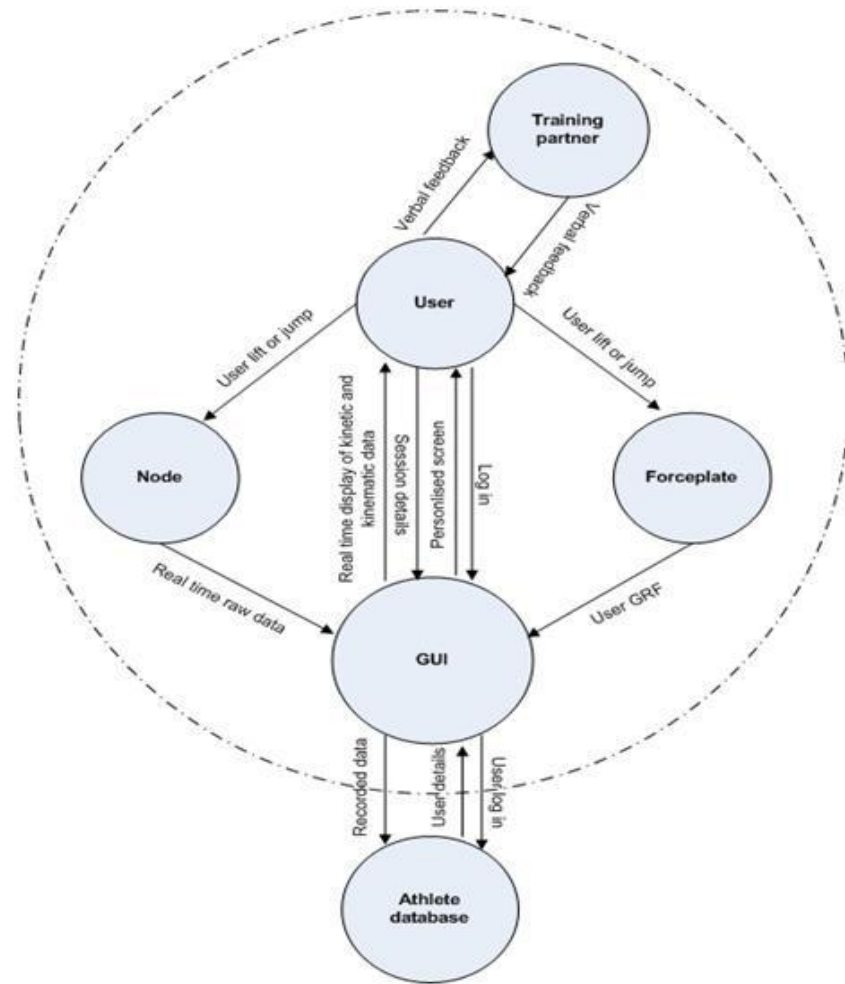 Training
partner
Verbal feedback
Verbal feedback
User
User lift or jump
User lift or jump
Node
Real time display of kinetic and
kinematic data
Session details
Personilised screen
Log in
Forceplate
Real time raw data
User GRF
GUI
Recorded data
User details
User log in
Athlete
database